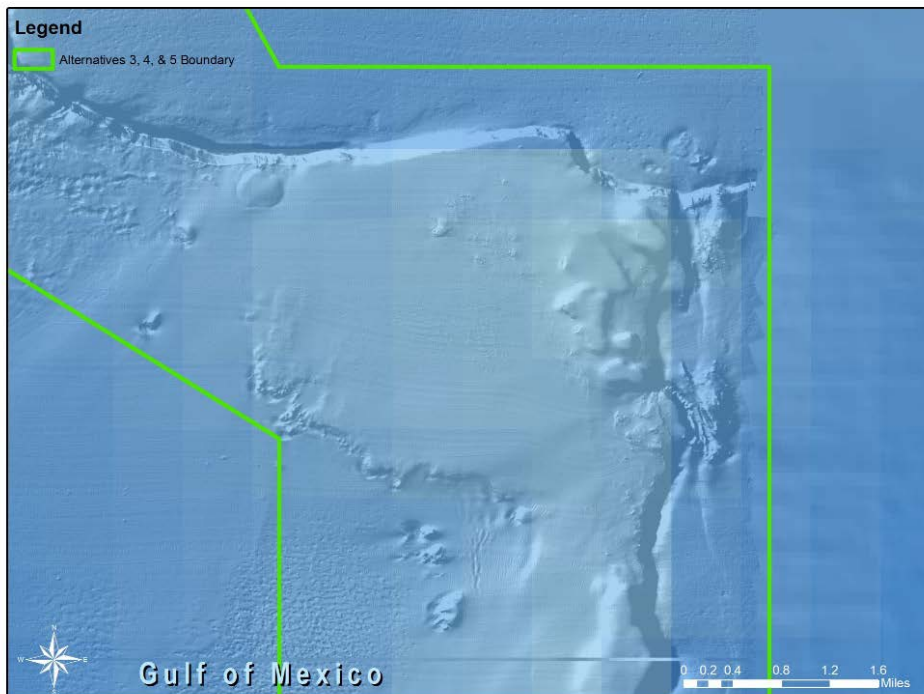 Legend
Alternatives 3, 4, & 5 Boundary
N
W E
S
Gulf of Mexico
0 0.2 0.4 0.8 1.2 1.6
Miles